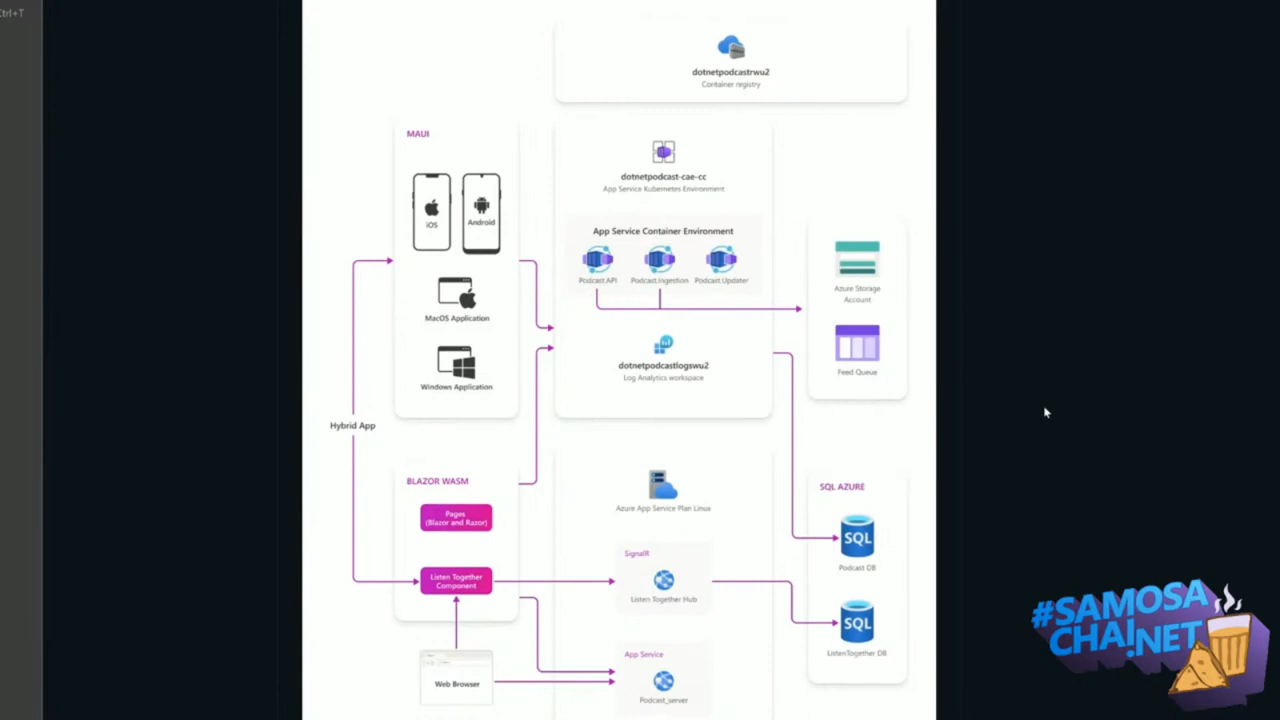 Ctrl+T
dotnetpodcastrwu2
Container registry
MAUI
iOS
Android
MacOS Application
Windows Application
dotnetpodcast-cae-cc
App Service Kubernetes Environment
App Service Container Environment
Podcast.API
Podcast.Ingestion
Podcast.Updater
dotnetpodcastlogswu2
Log Analytics workspace
Azure Storage
Account
Feed Queue
Hybrid App
BLAZOR WASM
Pages
(Blazor and Razor)
Listen Together
Component
Web Browser
Azure App Service Plan Linux
SignalR
Listen Together Hub
App Service
Podcast_server
SQL AZURE
SQL
Podcast DB
SQL
ListenTogether DB
#SAMOSA
CHAI.NET